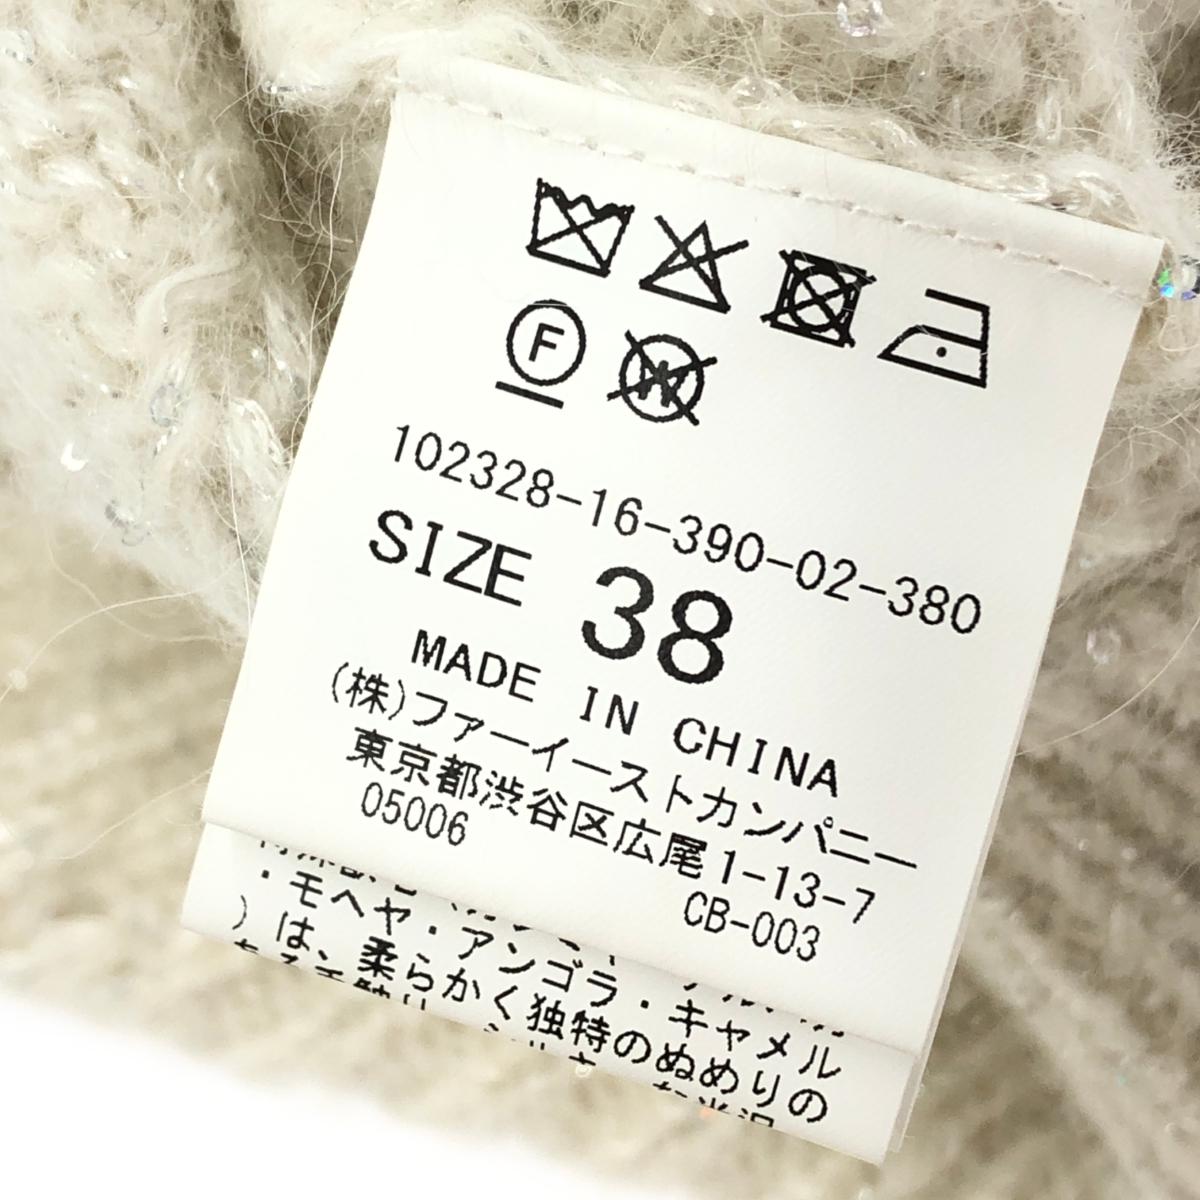 F W
102328-16-390-02-380
SIZE 38
MADE IN CHINA
(株)ファーイーストカンパニー
東京都渋谷区広尾1-13-7
05006 CB-003
・モヘヤ・アンゴラ・キャメル
)は、柔らかく独特のぬめりの